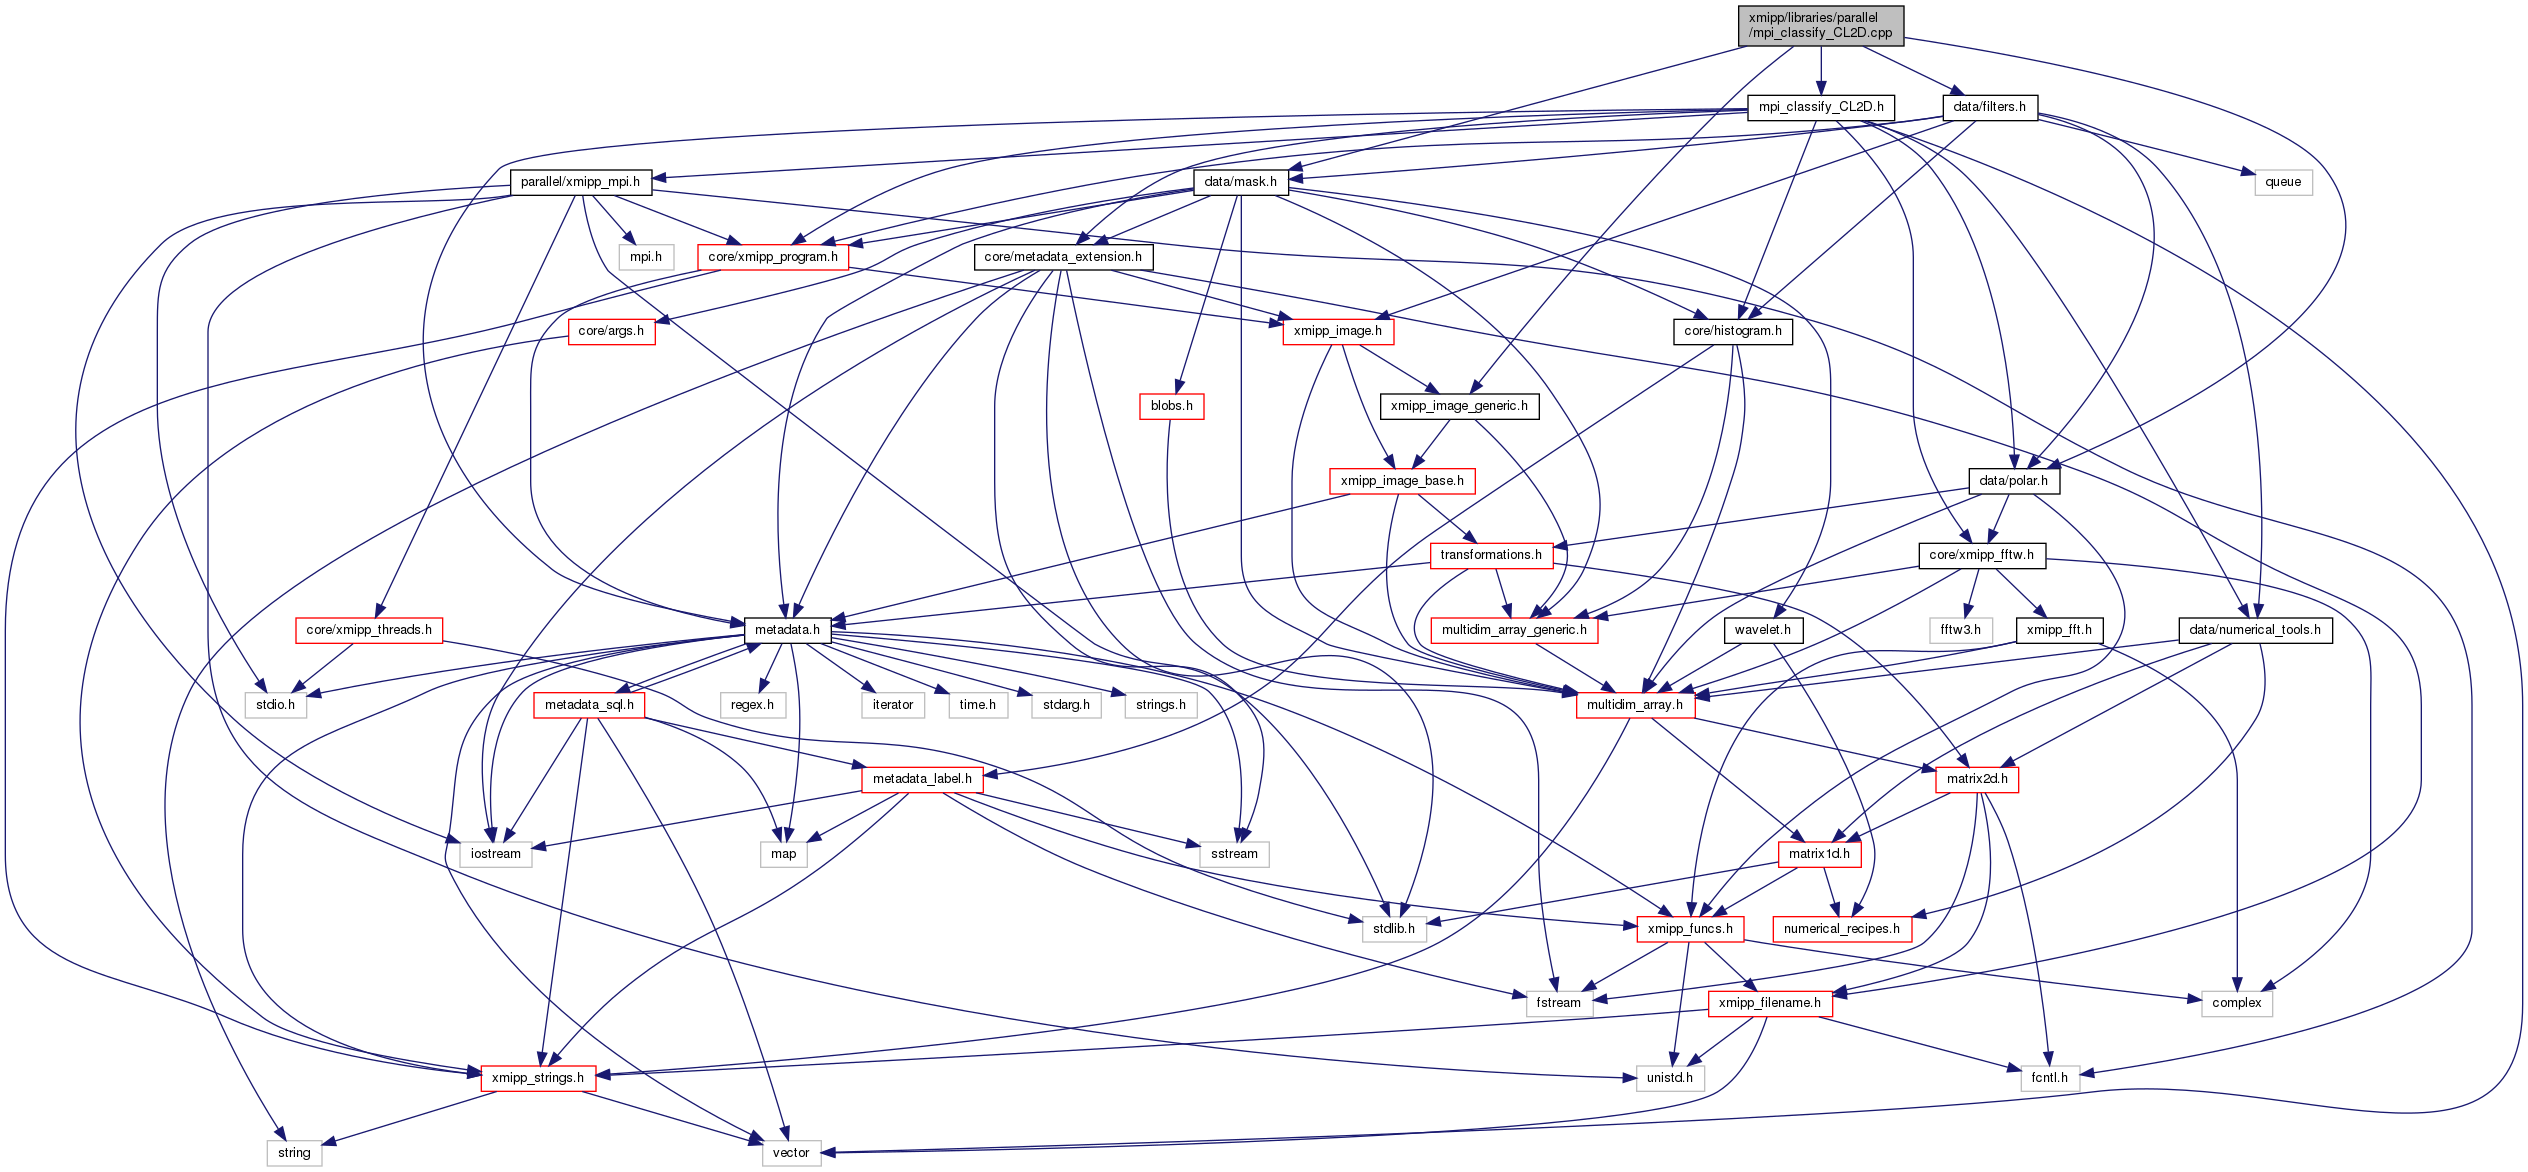 xmipp/libraries/parallel
/mpi_classify_CL2D.cpp
mpi_classify_CL2D.h
data/filters.h
parallel/xmipp_mpi.h
data/mask.h
queue
mpi.h
core/xmipp_program.h
core/metadata_extension.h
core/args.h
xmipp_image.h
core/histogram.h
blobs.h
xmipp_image_generic.h
xmipp_image_base.h
data/polar.h
transformations.h
core/xmipp_fftw.h
core/xmipp_threads.h
metadata.h
multidim_array_generic.h
wavelet.h
fftw3.h
xmipp_fft.h
data/numerical_tools.h
stdio.h
metadata_sql.h
regex.h
iterator
time.h
stdarg.h
strings.h
multidim_array.h
metadata_label.h
matrix2d.h
iostream
map
sstream
matrix1d.h
stdlib.h
xmipp_funcs.h
numerical_recipes.h
fstream
xmipp_filename.h
complex
xmipp_strings.h
unistd.h
fcntl.h
string
vector